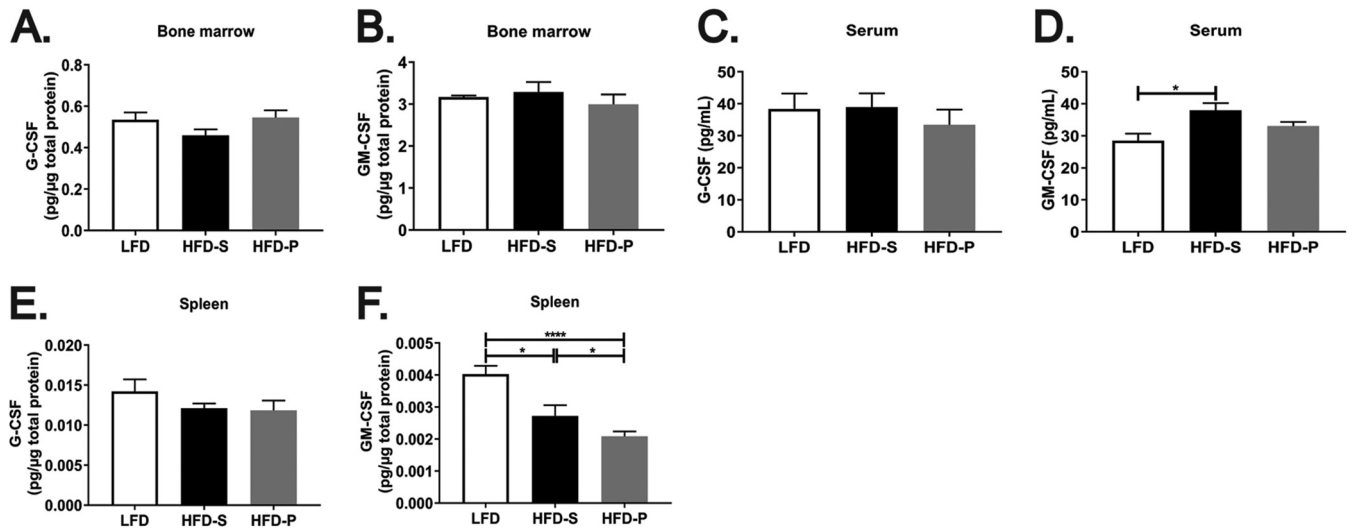 A.
Bone marrow
G-CSF
(pg/µg total protein)
0.8
0.6
0.4
0.2
0.0
LFD HFD-S HFD-P
B.
Bone marrow
GM-CSF
(pg/µg total protein)
4
3
2
1
0
LFD HFD-S HFD-P
C.
Serum
G-CSF (pg/mL)
50
40
30
20
10
0
LFD HFD-S HFD-P
D.
Serum
GM-CSF (pg/mL)
50
40
30
20
10
0
*
LFD HFD-S HFD-P
E.
Spleen
G-CSF
(pg/µg total protein)
0.020
0.015
0.010
0.005
0.000
LFD HFD-S HFD-P
F.
Spleen
GM-CSF
(pg/µg total protein)
0.005
0.004
0.003
0.002
0.001
0.000
****
* *
LFD HFD-S HFD-P